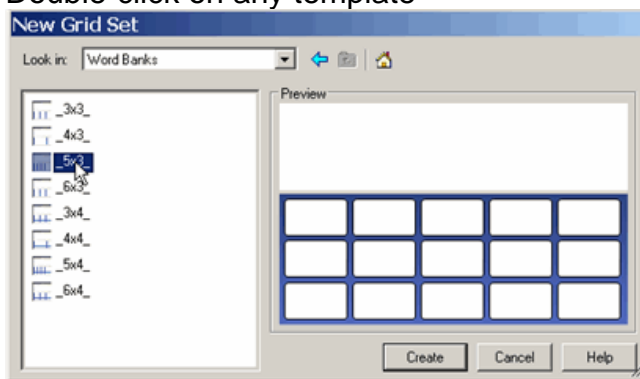 Double-click on any template
New Grid Set
Look in: Word Banks
_3x3_
_4x3_
_5x3_
_6x3_
_3x4_
_4x4_
_5x4_
_6x4_
Preview
Create Cancel Help